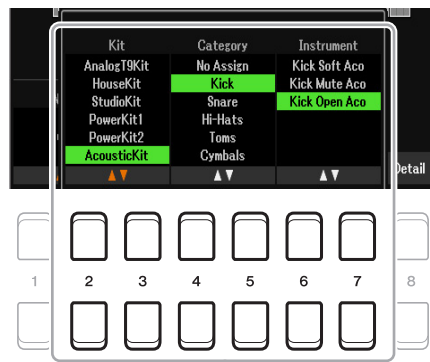 Kit Category Instrument
AnalogT9Kit No Assign Kick Soft Aco
HouseKit Kick Kick Mute Aco
StudioKit Snare Kick Open Aco
PowerKit1 Hi-Hats
PowerKit2 Toms
AcousticKit Cymbals
Detail
1 2 3 4 5 6 7 8